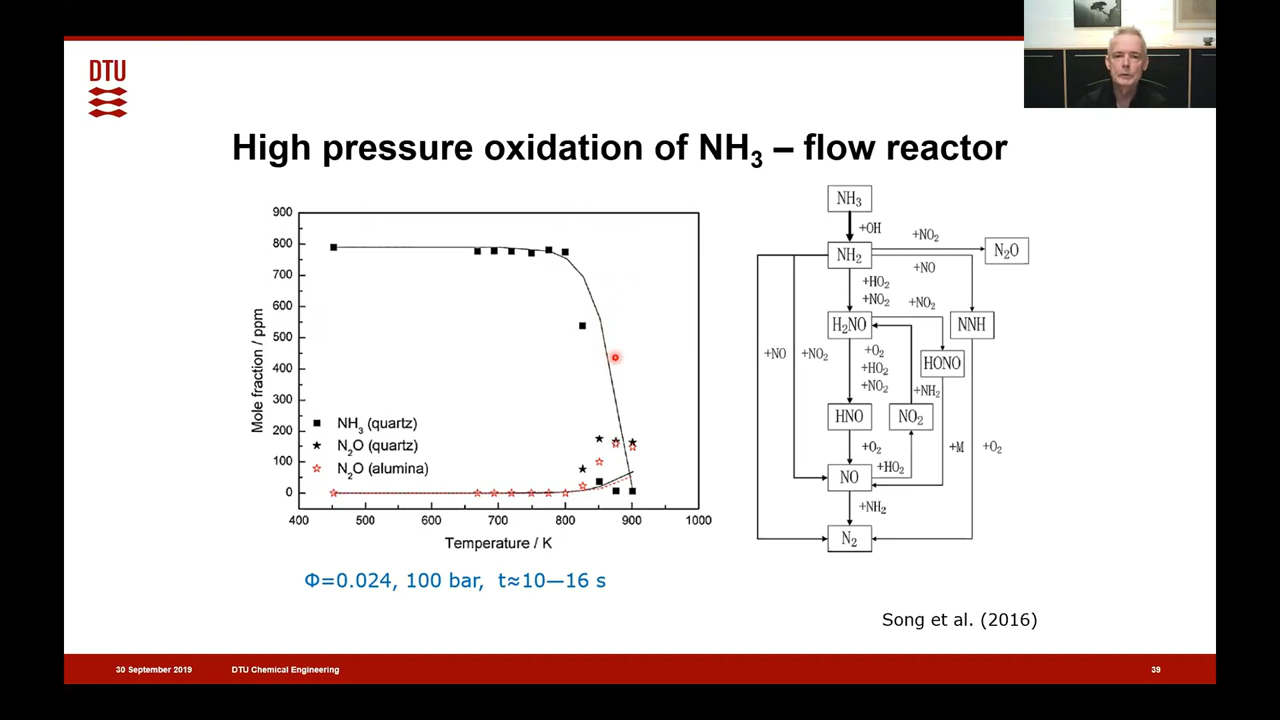 DTU
High pressure oxidation of NH₃ – flow reactor
Mole fraction / ppm
900
800
700
600
500
400
300
200
100
0
NH₃ (quartz)
N₂O (quartz)
N₂O (alumina)
400 500 600 700 800 900 1000
Temperature / K
Φ=0.024, 100 bar, t≈10—16 s
NH₃
+OH
+NO₂
N₂O
NH₂
+NO
+HO₂
+NO₂
+NO₂
H₂NO
NNH
+NO
+NO₂
+O₂
+HO₂
+NO₂
HONO
+NH₂
HNO
NO₂
+O₂
+HO₂
+M
+O₂
NO
+NH₂
N₂
Song et al. (2016)
30 September 2019 DTU Chemical Engineering 39